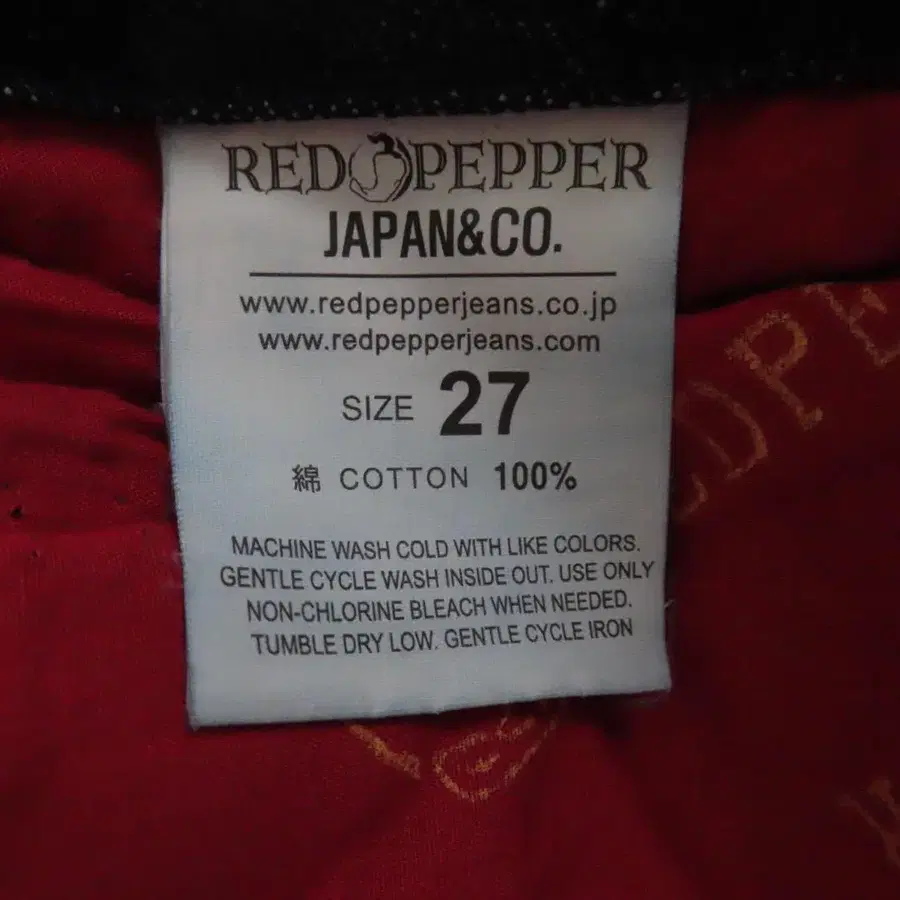 RED PEPPER
JAPAN&CO.
www.redpepperjeans.co.jp
www.redpepperjeans.com
SIZE 27
綿 COTTON 100%
MACHINE WASH COLD WITH LIKE COLORS.
GENTLE CYCLE WASH INSIDE OUT. USE ONLY
NON-CHLORINE BLEACH WHEN NEEDED.
TUMBLE DRY LOW. GENTLE CYCLE IRON
EDPE